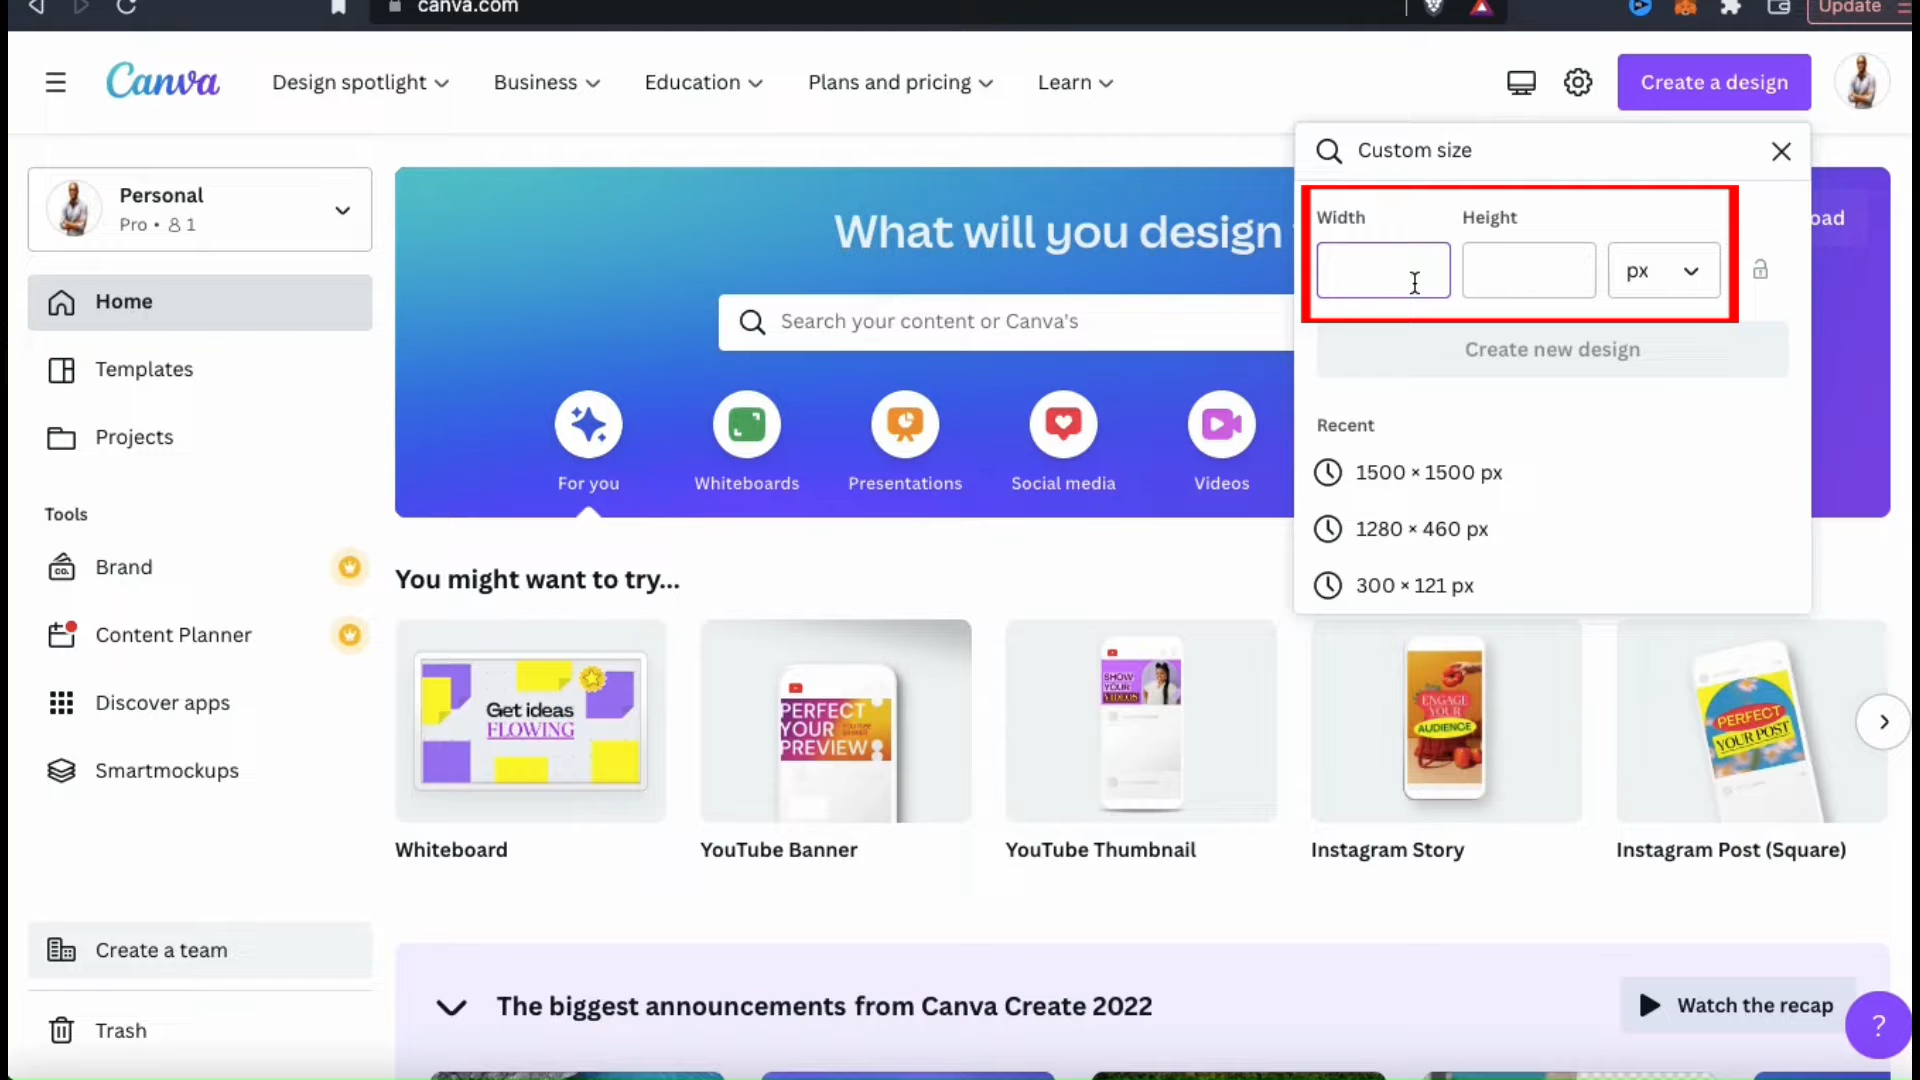 canva.com
Update
Canva
Design spotlight
Business
Education
Plans and pricing
Learn
Create a design
Custom size
Personal
Pro • 1
Width
Height
px
oad
What will you design
Search your content or Canva's
Create new design
Home
Templates
Projects
For you
Whiteboards
Presentations
Social media
Videos
Recent
1500 × 1500 px
1280 × 460 px
300 × 121 px
Tools
Brand
CO.
Content Planner
Discover apps
Smartmockups
You might want to try...
Get ideas
FLOWING
PERFECT
YOUR
PREVIEW
SHOW
YOUR
VIDEOS
ENGAGE
YOUR
AUDIENCE
PERFECT
YOUR POST
Whiteboard
YouTube Banner
YouTube Thumbnail
Instagram Story
Instagram Post (Square)
Create a team
The biggest announcements from Canva Create 2022
Watch the recap
?
Trash